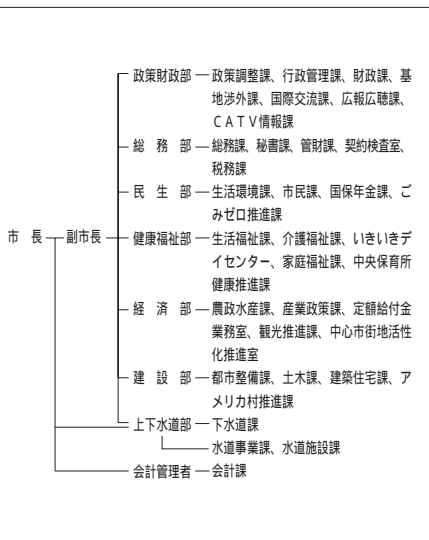 政策財政部 政策調整課、行政管理課、財政課、基
地渉外課、国際交流課、広報広聴課、
ＣＡＴＶ情報課
総　務　部 総務課、秘書課、管財課、契約検査室、
税務課
民　生　部 生活環境課、市民課、国保年金課、ご
みゼロ推進課
市　長 副市長 健康福祉部 生活福祉課、介護福祉課、いきいきデ
イセンター、家庭福祉課、中央保育所
健康推進課
経　済　部 農政水産課、産業政策課、定額給付金
業務室、観光推進課、中心市街地活性
化推進室
建　設　部 都市整備課、土木課、建築住宅課、ア
メリカ村推進課
上下水道部 下水道課
水道事業課、水道施設課
会計管理者 会計課